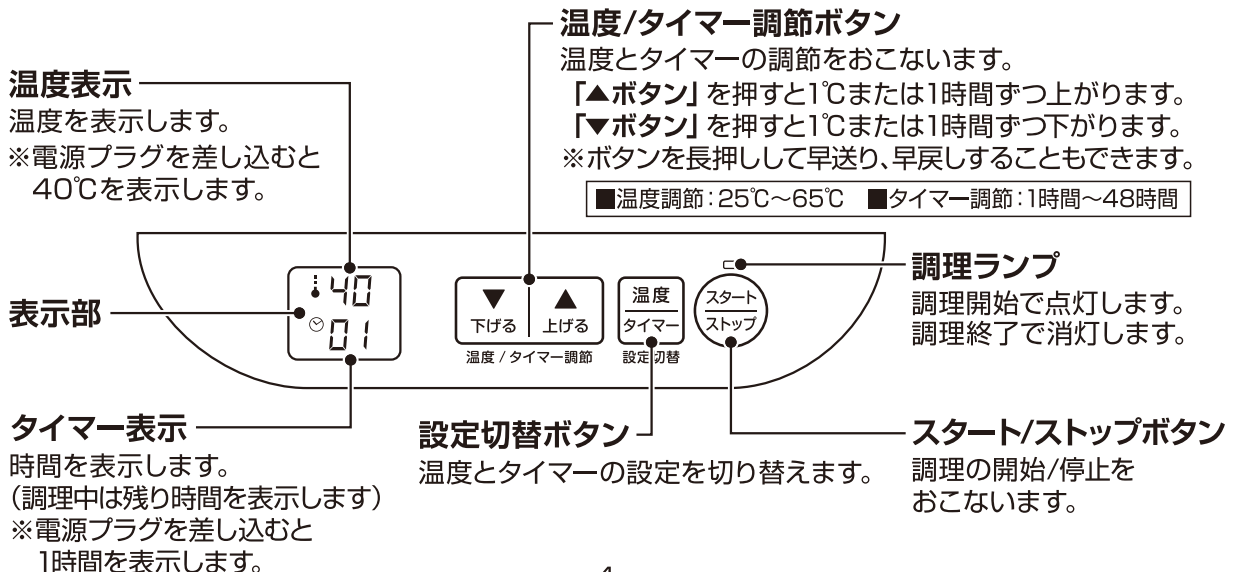 温度/タイマー調節ボタン
温度とタイマーの調節をおこないます。
「▲ボタン」を押すと1℃または1時間ずつ上がります。
「▼ボタン」を押すと1℃または1時間ずつ下がります。
※ボタンを長押しして早送り、早戻しすることもできます。
■温度調節：25℃～65℃ ■タイマー調節：1時間～48時間
温度表示
温度を表示します。
※電源プラグを差し込むと
40℃を表示します。
表示部
40
01
▼ ▲
下げる 上げる
温度 / タイマー調節
温度
タイマー
設定切替
スタート
ストップ
調理ランプ
調理開始で点灯します。
調理終了で消灯します。
タイマー表示
時間を表示します。
（調理中は残り時間を表示します）
※電源プラグを差し込むと
1時間を表示します。
設定切替ボタン
温度とタイマーの設定を切り替えます。
スタート/ストップボタン
調理の開始/停止を
おこないます。